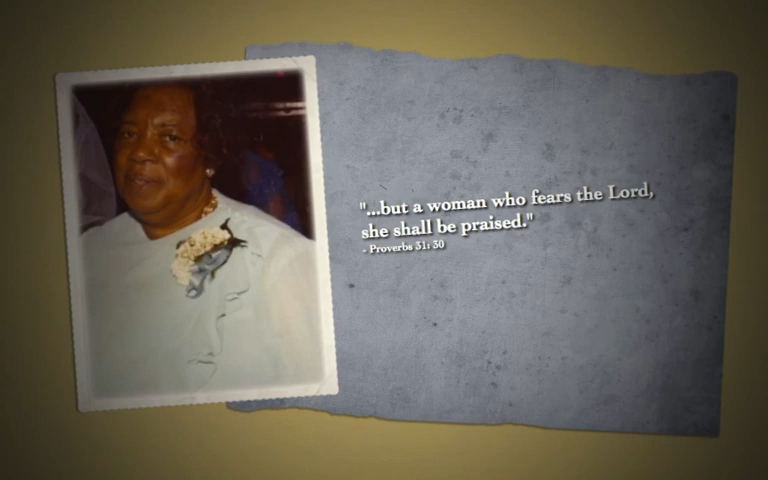 "...but a woman who fears the Lord,
she shall be praised."
- Proverbs 31: 30